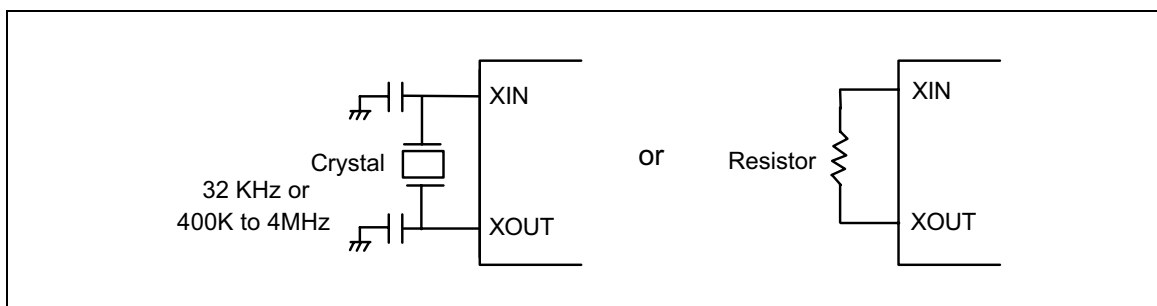 XIN
Crystal
32 KHz or
400K to 4MHz
XOUT
or
XIN
Resistor
XOUT